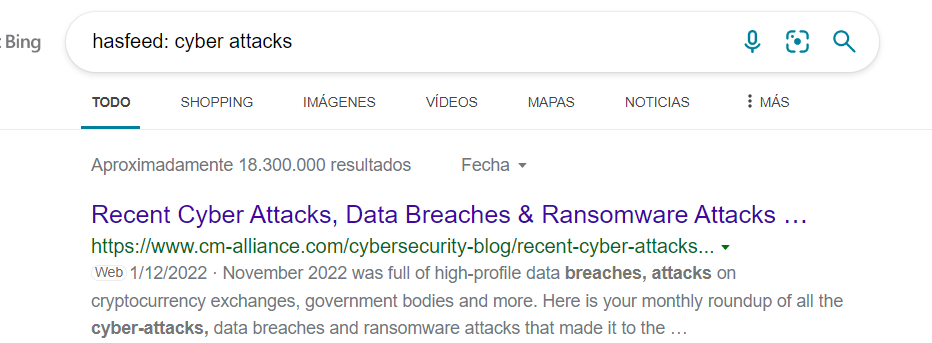 Bing
hasfeed: cyber attacks
TODO SHOPPING IMÁGENES VÍDEOS MAPAS NOTICIAS MÁS
Aproximadamente 18.300.000 resultados Fecha
Recent Cyber Attacks, Data Breaches & Ransomware Attacks …
https://www.cm-alliance.com/cybersecurity-blog/recent-cyber-attacks...
Web 1/12/2022 · November 2022 was full of high-profile data breaches, attacks on
cryptocurrency exchanges, government bodies and more. Here is your monthly roundup of all the
cyber-attacks, data breaches and ransomware attacks that made it to the …